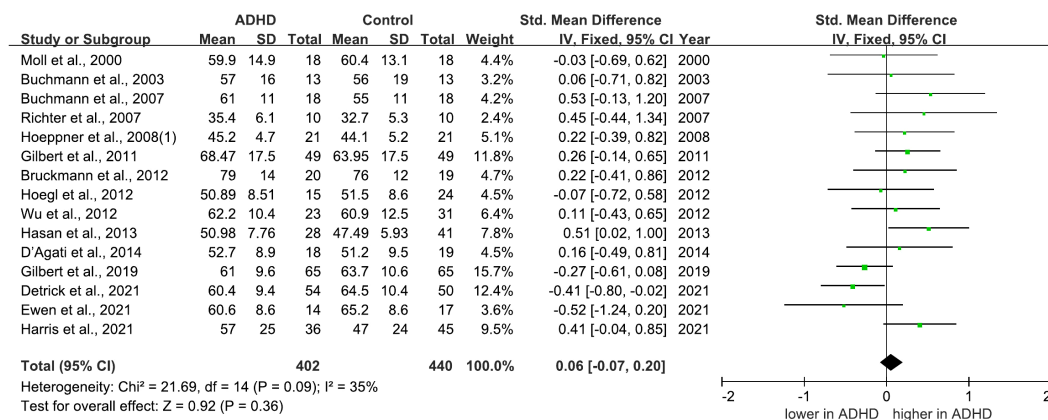 ADHD Control Std. Mean Difference Std. Mean Difference
Study or Subgroup Mean SD Total Mean SD Total Weight IV, Fixed, 95% CI Year IV, Fixed, 95% CI
Moll et al., 2000 59.9 14.9 18 60.4 13.1 18 4.4% -0.03 [-0.69, 0.62] 2000
Buchmann et al., 2003 57 16 13 56 19 13 3.2% 0.06 [-0.71, 0.82] 2003
Buchmann et al., 2007 61 11 18 55 11 18 4.2% 0.53 [-0.13, 1.20] 2007
Richter et al., 2007 35.4 6.1 10 32.7 5.3 10 2.4% 0.45 [-0.44, 1.34] 2007
Hoeppner et al., 2008(1) 45.2 4.7 21 44.1 5.2 21 5.1% 0.22 [-0.39, 0.82] 2008
Gilbert et al., 2011 68.47 17.5 49 63.95 17.5 49 11.8% 0.26 [-0.14, 0.65] 2011
Bruckmann et al., 2012 79 14 20 76 12 19 4.7% 0.22 [-0.41, 0.86] 2012
Hoegl et al., 2012 50.89 8.51 15 51.5 8.6 24 4.5% -0.07 [-0.72, 0.58] 2012
Wu et al., 2012 62.2 10.4 23 60.9 12.5 31 6.4% 0.11 [-0.43, 0.65] 2012
Hasan et al., 2013 50.98 7.76 28 47.49 5.93 41 7.8% 0.51 [0.02, 1.00] 2013
D'Agati et al., 2014 52.7 8.9 18 51.2 9.5 19 4.5% 0.16 [-0.49, 0.81] 2014
Gilbert et al., 2019 61 9.6 65 63.7 10.6 65 15.7% -0.27 [-0.61, 0.08] 2019
Detrick et al., 2021 60.4 9.4 54 64.5 10.4 50 12.4% -0.41 [-0.80, -0.02] 2021
Ewen et al., 2021 60.6 8.6 14 65.2 8.6 17 3.6% -0.52 [-1.24, 0.20] 2021
Harris et al., 2021 57 25 36 47 24 45 9.5% 0.41 [-0.04, 0.85] 2021
Total (95% CI) 402 440 100.0% 0.06 [-0.07, 0.20]
Heterogeneity: Chi² = 21.69, df = 14 (P = 0.09); I² = 35%
Test for overall effect: Z = 0.92 (P = 0.36)
-2 -1 0 1 2
lower in ADHD higher in ADHD